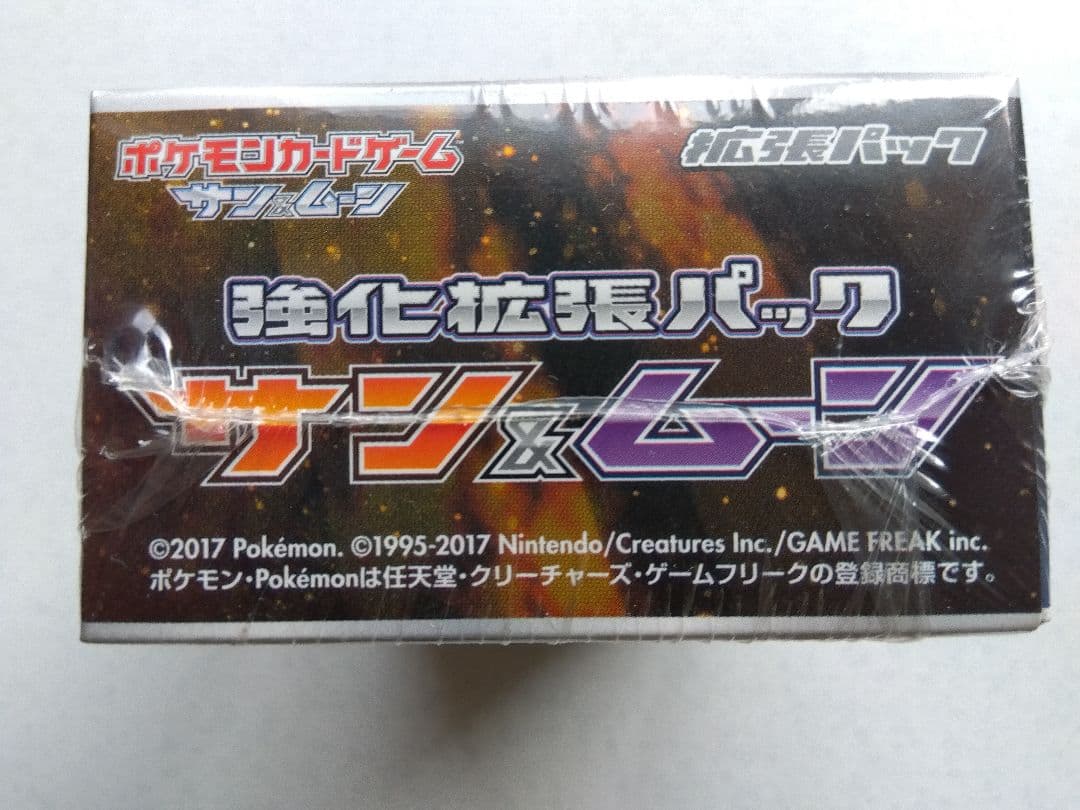 ポケモンカードゲーム 拡張パック
サン&ムーン
強化拡張パック
サン&ムーン
©2017 Pokémon. ©1995-2017 Nintendo/Creatures Inc./GAME FREAK inc.
ポケモン・Pokémonは任天堂・クリーチャーズ・ゲームフリークの登録商標です。